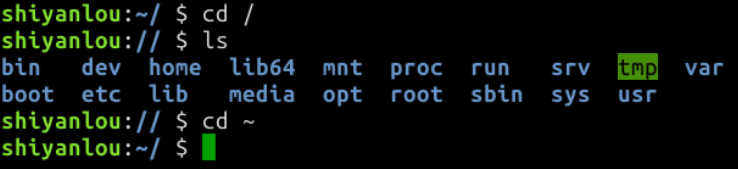 shiyanlou:~/ $ cd /
shiyanlou:// $ ls
bin dev home lib64 mnt proc run srv tmp var
boot etc lib media opt root sbin sys usr
shiyanlou:// $ cd ~
shiyanlou:~/ $